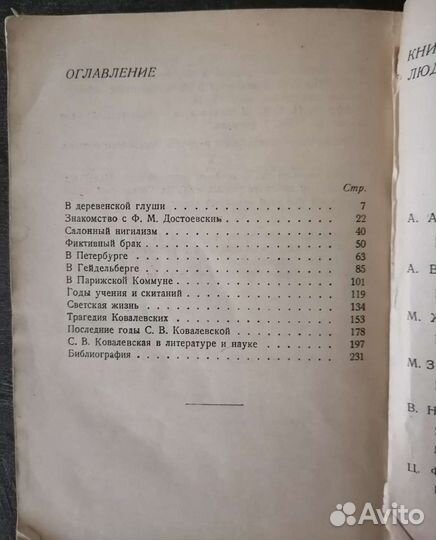 ОГЛАВЛЕНИЕ
Стр.
В деревенской глуши . . . . . . . . . . . . . 7
Знакомство с Ф. М. Достоевским . . . . . . . . 22
Салонный нигилизм . . . . . . . . . . . . . . 40
Фиктивный брак . . . . . . . . . . . . . . . 50
В Петербурге . . . . . . . . . . . . . . . . 63
В Гейдельберге . . . . . . . . . . . . . . . 85
В Парижской Коммуне . . . . . . . . . . . . . 101
Годы учения и скитаний . . . . . . . . . . . . 119
Светская жизнь . . . . . . . . . . . . . . . 134
Трагедия Ковалевских . . . . . . . . . . . . . 153
Последние годы С. В. Ковалевской . . . . . . . 178
С. В. Ковалевская в литературе и науке . . . . . 197
Библиография . . . . . . . . . . . . . . . . 231
КНИ
ЛЮД
А. А
А. В
М. Ж
М. З
В. Н
Ц.
Avito